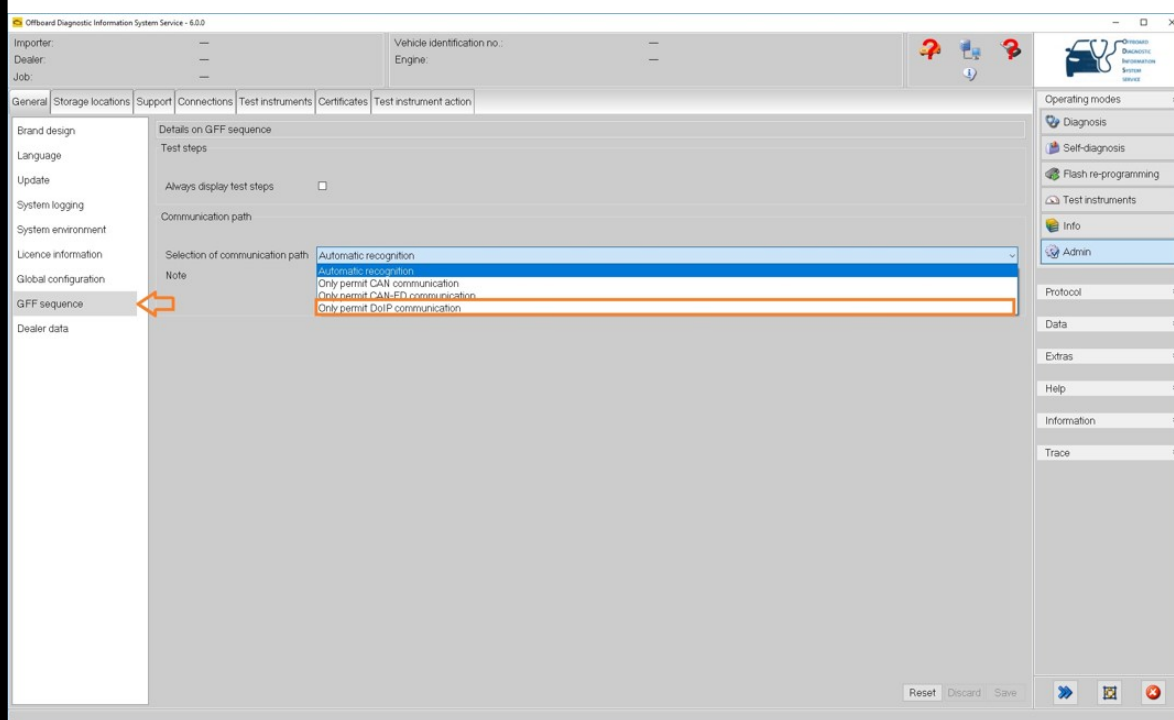 Offboard Diagnostic Information System Service - 6.0.0
Importer: —
Dealer: —
Job: —
Vehicle identification no.: —
Engine: —
OFFBOARD
DIAGNOSTIC
INFORMATION
SYSTEM
SERVICE
General Storage locations Support Connections Test instruments Certificates Test instrument action
Brand design
Language
Update
System logging
System environment
Licence information
Global configuration
GFF sequence
Dealer data
Details on GFF sequence
Test steps
Always display test steps
Communication path
Selection of communication path Automatic recognition
Note
Automatic recognition
Only permit CAN communication
Only permit CAN-FD communication
Only permit DoIP communication
Reset Discard Save
Operating modes
Diagnosis
Self-diagnosis
Flash re-programming
Test instruments
Info
Admin
Protocol
Data
Extras
Help
Information
Trace